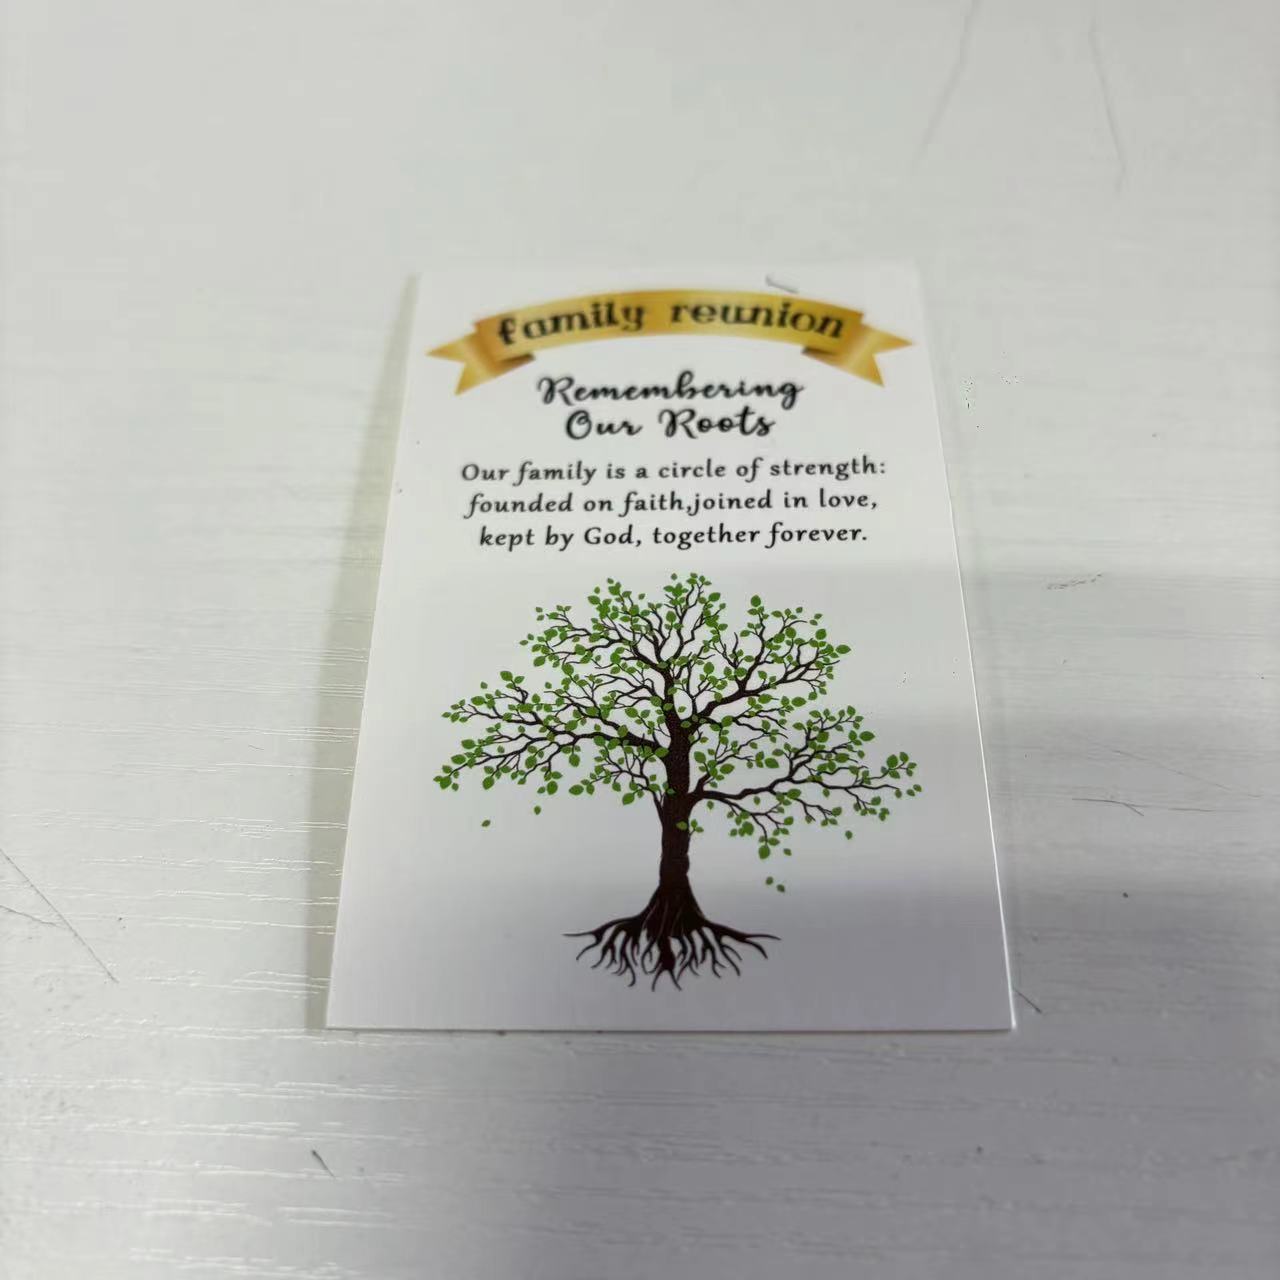 family reunion
Remembering
Our Roots
Our family is a circle of strength:
founded on faith,joined in love,
kept by God, together forever.